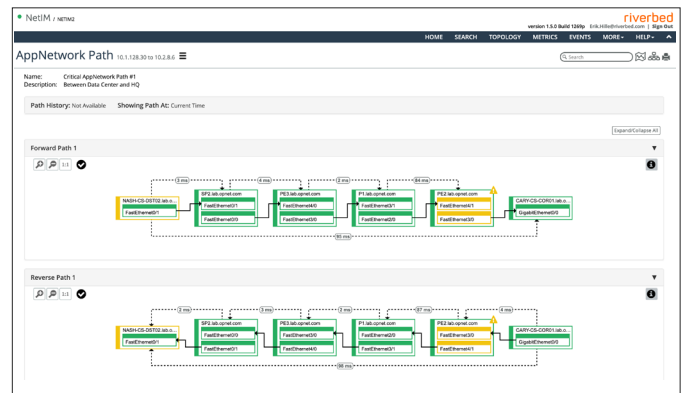 NetIM / NETIM2
riverbed
version 1.5.0 Build 1269p Erik.Hille@riverbed.com | Sign Out
HOME SEARCH TOPOLOGY METRICS EVENTS MORE HELP
AppNetwork Path 10.1.128.30 to 10.2.8.6
Search
Name: Critical AppNetwork Path #1
Description: Between Data Center and HQ
Path History: Not Available Showing Path At: Current Time
Expand/Collapse All
Forward Path 1
1:1
3 ms 4 ms 2 ms 84 ms
NASH-CS-DST02.lab.o... SP2.lab.opnet.com PE3.lab.opnet.com P1.lab.opnet.com PE2.lab.opnet.com CARY-CS-COR01.lab.o...
FastEthernet0/1 FastEthernet0/1 FastEthernet4/0 FastEthernet3/1 FastEthernet4/1 GigabitEthernet0/0
FastEthernet0/0 FastEthernet3/0 FastEthernet2/0 FastEthernet3/0
85 ms
Reverse Path 1
1:1
2 ms 3 ms 2 ms 87 ms 4 ms
NASH-CS-DST02.lab.o... SP2.lab.opnet.com PE3.lab.opnet.com P1.lab.opnet.com PE2.lab.opnet.com CARY-CS-COR01.lab.o...
FastEthernet0/1 FastEthernet0/0 FastEthernet3/0 FastEthernet2/0 FastEthernet3/0 GigabitEthernet0/0
FastEthernet0/1 FastEthernet4/0 FastEthernet3/1 FastEthernet4/1
98 ms